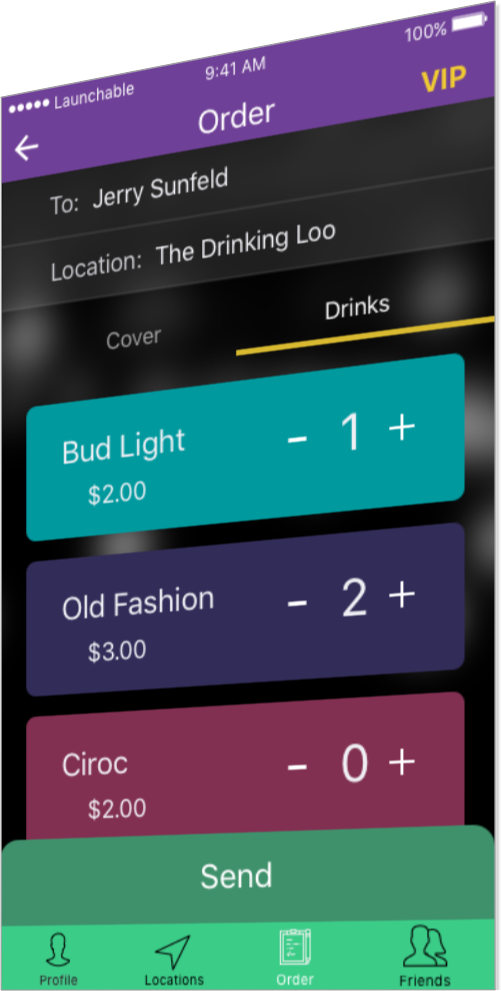 ●●●●● Launchable 9:41 AM 100%
← Order VIP
To: Jerry Sunfeld
Location: The Drinking Loo
Cover Drinks
Bud Light - 1 +
$2.00
Old Fashion - 2 +
$3.00
Ciroc - 0 +
$2.00
Send
Profile Locations Order Friends